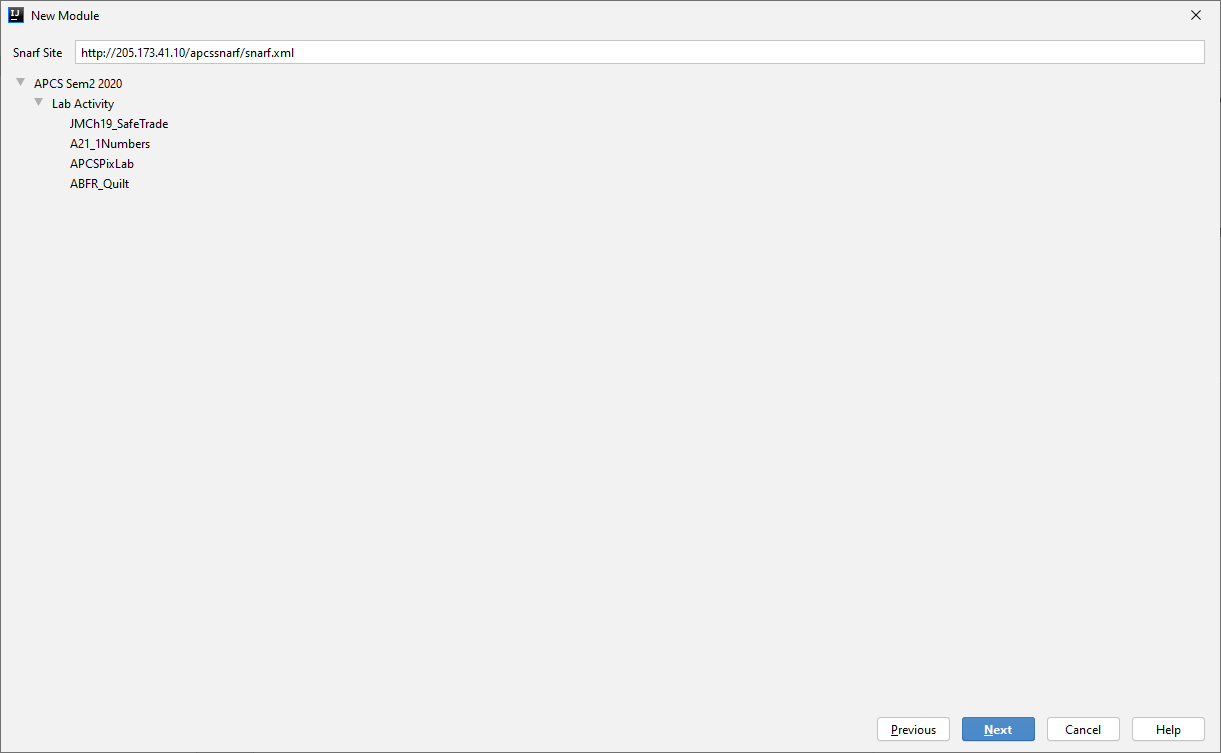 New Module
Snarf Site http://205.173.41.10/apcssnarf/snarf.xml
APCS Sem2 2020
Lab Activity
JMCh19_SafeTrade
A21_1Numbers
APCSPixLab
ABFR_Quilt
Previous Next Cancel Help